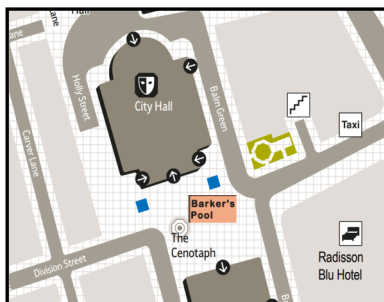 Hall
Lane
Holly Street
Carver Lane
City Hall
Balm Green
Taxi
Barker's
Pool
The
Cenotaph
Division Street
Radisson
Blu Hotel